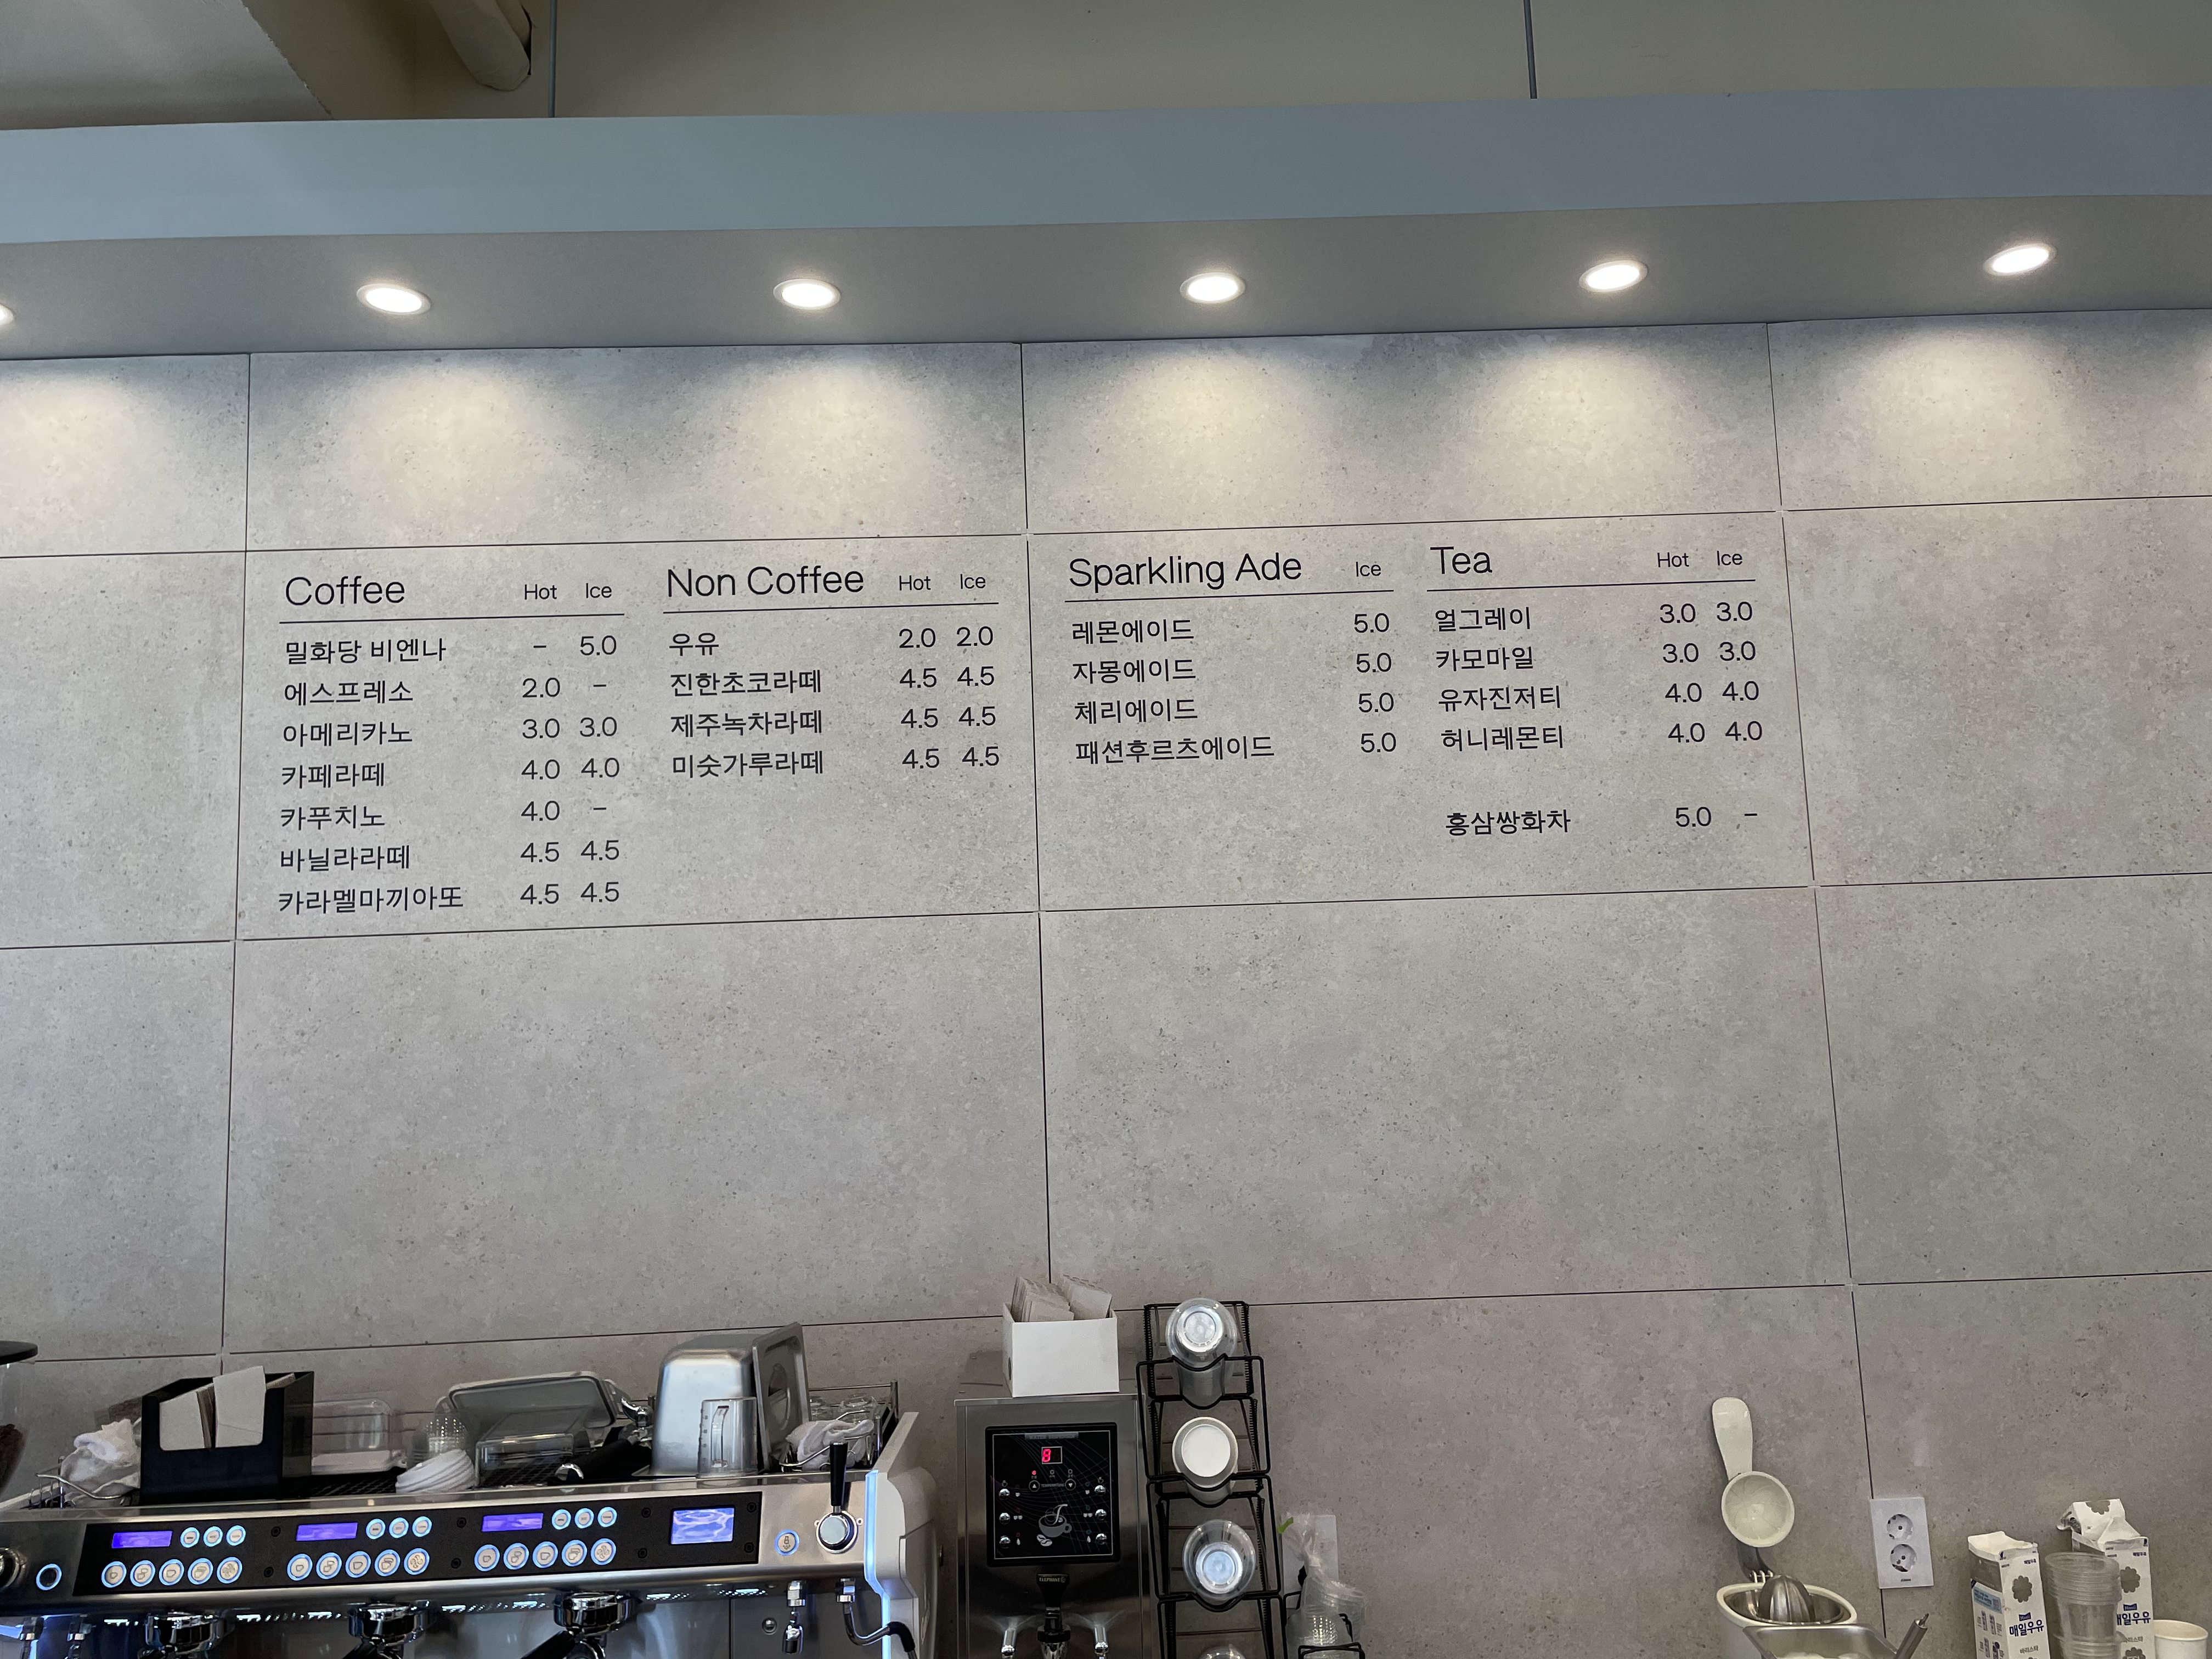 Coffee Hot Ice
밀화당 비엔나 – 5.0
에스프레소 2.0 –
아메리카노 3.0 3.0
카페라떼 4.0 4.0
카푸치노 4.0 –
바닐라라떼 4.5 4.5
카라멜마끼아또 4.5 4.5
Non Coffee Hot Ice
우유 2.0 2.0
진한초코라떼 4.5 4.5
제주녹차라떼 4.5 4.5
미숫가루라떼 4.5 4.5
Sparkling Ade Ice
레몬에이드 5.0
자몽에이드 5.0
체리에이드 5.0
패션후르츠에이드 5.0
Tea Hot Ice
얼그레이 3.0 3.0
카모마일 3.0 3.0
유자진저티 4.0 4.0
허니레몬티 4.0 4.0
홍삼쌍화차 5.0 –
8
매일우유
바리스타
매일우유